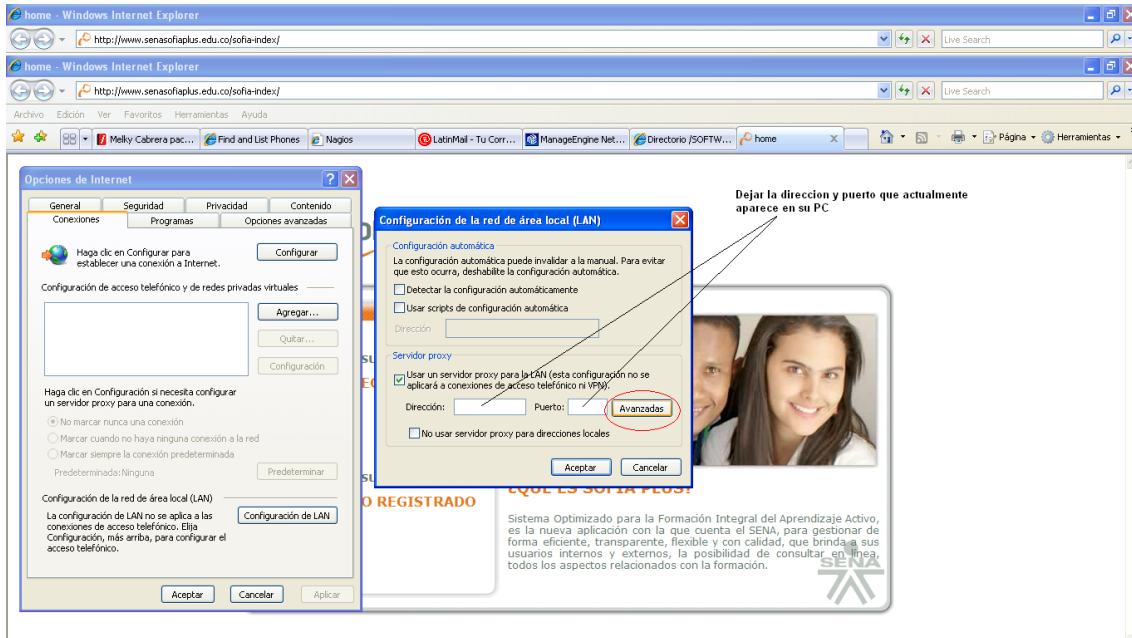 home - Windows Internet Explorer
http://www.senasofiaplus.edu.co/sofia-index/
Live Search
home - Windows Internet Explorer
http://www.senasofiaplus.edu.co/sofia-index/
Live Search
Archivo Edición Ver Favoritos Herramientas Ayuda
Melky Cabrera pac... Find and List Phones Nagios LatinMail - Tu Corr... ManageEngine Net... Directorio /SOFTW... home Página Herramientas
Dejar la direccion y puerto que actualmente
aparece en su PC
Opciones de Internet
General Seguridad Privacidad Contenido
Conexiones Programas Opciones avanzadas
Haga clic en Configurar para
establecer una conexión a Internet.
Configurar
Configuración de acceso telefónico y de redes privadas virtuales
Agregar...
Quitar...
Configuración
Haga clic en Configuración si necesita configurar
un servidor proxy para una conexión.
No marcar nunca una conexión
Marcar cuando no haya ninguna conexión a la red
Marcar siempre la conexión predeterminada
Predeterminada: Ninguna
Predeterminar
Configuración de la red de área local (LAN)
La configuración de LAN no se aplica a las
conexiones de acceso telefónico. Elija
Configuración, más arriba, para configurar el
acceso telefónico.
Configuración de LAN
Aceptar Cancelar Aplicar
Configuración de la red de área local (LAN)
Configuración automática
La configuración automática puede invalidar a la manual. Para evitar
que esto ocurra, deshabilite la configuración automática.
Detectar la configuración automáticamente
Usar scripts de configuración automática
Dirección
Servidor proxy
Usar un servidor proxy para la LAN (esta configuración no se
aplicará a conexiones de acceso telefónico ni VPN).
Dirección: Puerto: Avanzadas
No usar servidor proxy para direcciones locales
Aceptar Cancelar
O REGISTRADO
¿QUÉ ES SOFIA PLUS?
Sistema Optimizado para la Formación Integral del Aprendizaje Activo,
es la nueva aplicación con la que cuenta el SENA, para gestionar de
forma eficiente, transparente, flexible y con calidad, que brinda a sus
usuarios internos y externos, la posibilidad de consultar en línea,
todos los aspectos relacionados con la formación.
SENA